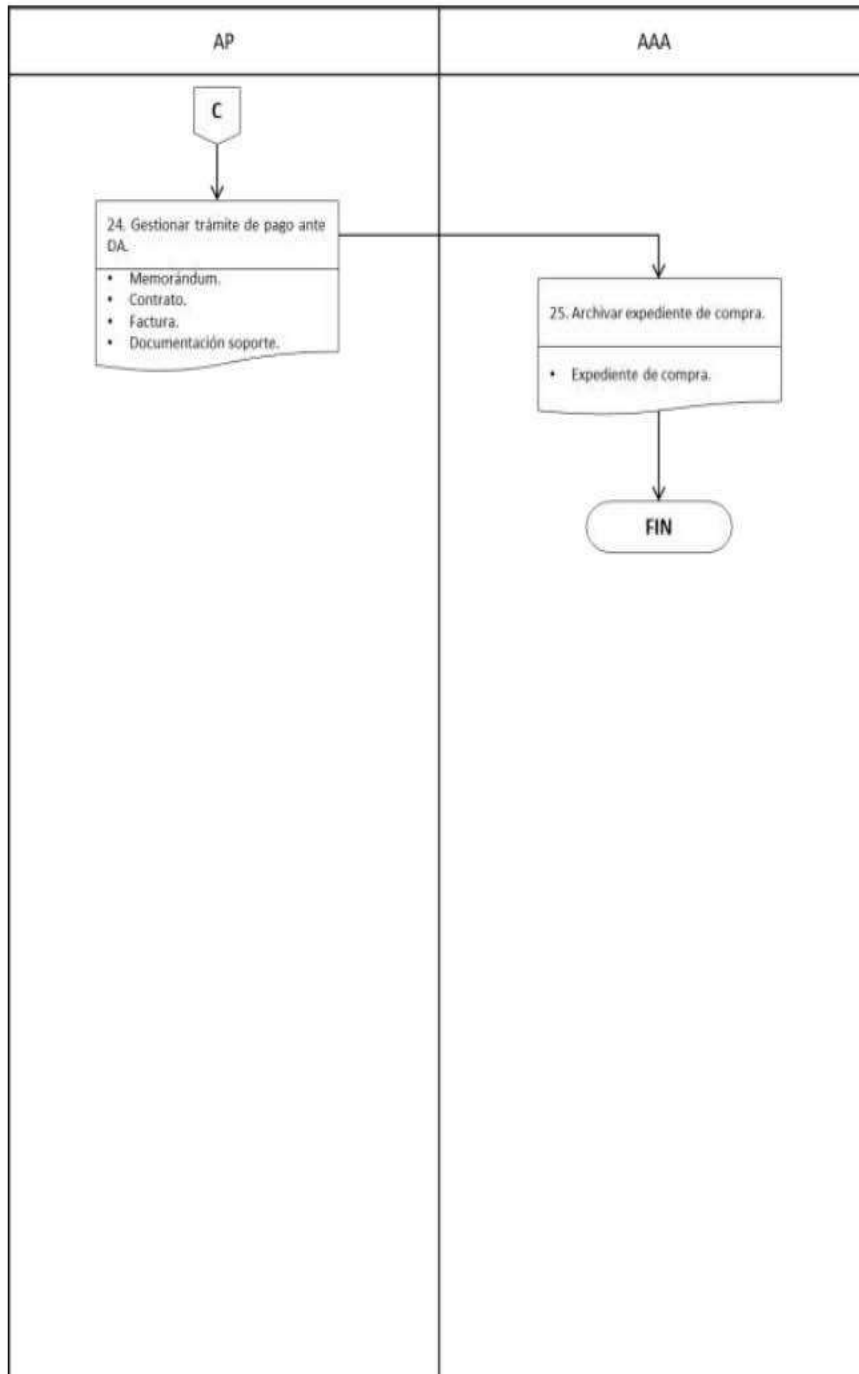 AP
AAA
C
24. Gestionar trámite de pago ante
DA.
• Memorándum.
• Contrato.
• Factura.
• Documentación soporte.
25. Archivar expediente de compra.
• Expediente de compra.
FIN